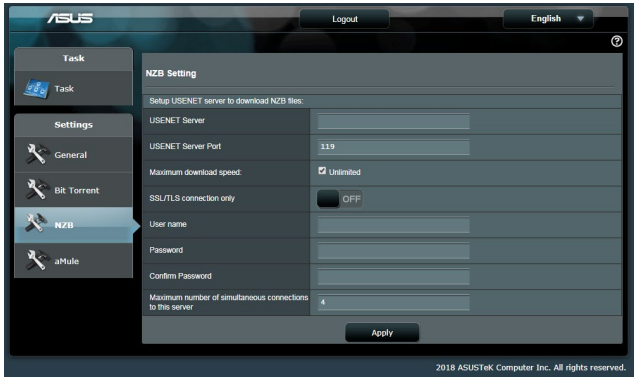 ASUS
Logout
English
Task
Task
Settings
General
Bit Torrent
NZB
aMule
NZB Setting
Setup USENET server to download NZB files:
USENET Server
USENET Server Port
119
Maximum download speed:
Unlimited
SSL/TLS connection only
OFF
User name
Password
Confirm Password
Maximum number of simultaneous connections
to this server
4
Apply
2018 ASUSTeK Computer Inc. All rights reserved.